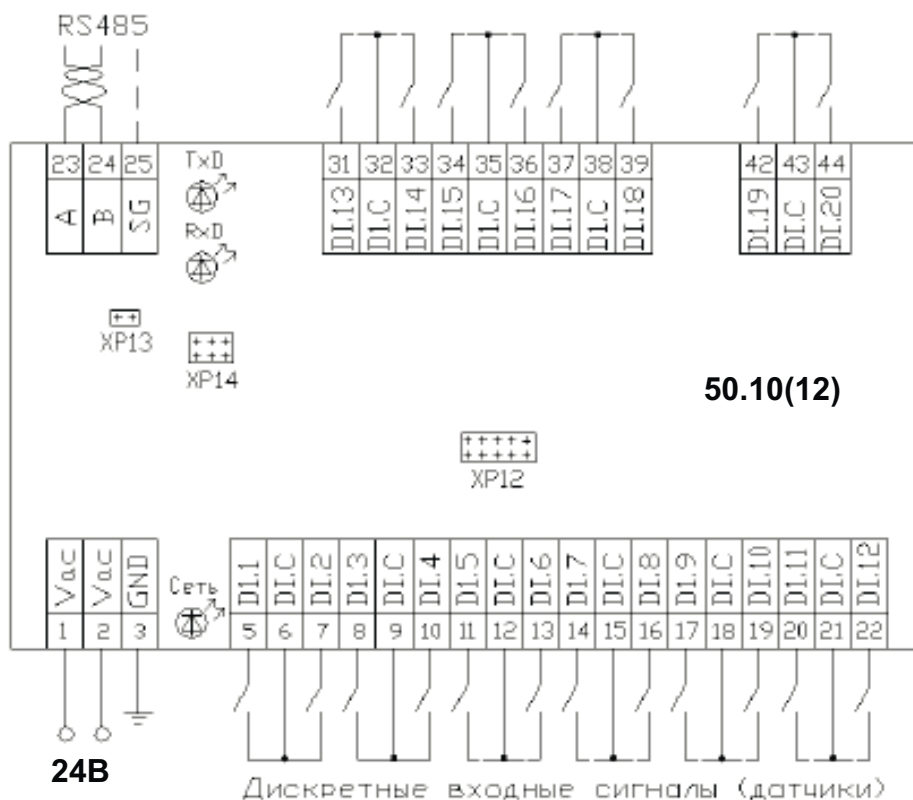 RS485
23 24 25
A B SG
TxD
RxD
31 32 33 34 35 36 37 38 39
DI.13 DI.C DI.14 DI.15 DI.C DI.16 DI.17 DI.C DI.18
42 43 44
DI.19 DI.C DI.20
XP13
XP14
50.10(12)
XP12
Vac Vac GND
1 2 3
Сеть
DI.1 DI.C DI.2 DI.3 DI.C DI.4 DI.5 DI.C DI.6 DI.7 DI.C DI.8 DI.9 DI.C DI.10 DI.11 DI.C DI.12
5 6 7 8 9 10 11 12 13 14 15 16 17 18 19 20 21 22
24В
Дискретные входные сигналы (датчики)